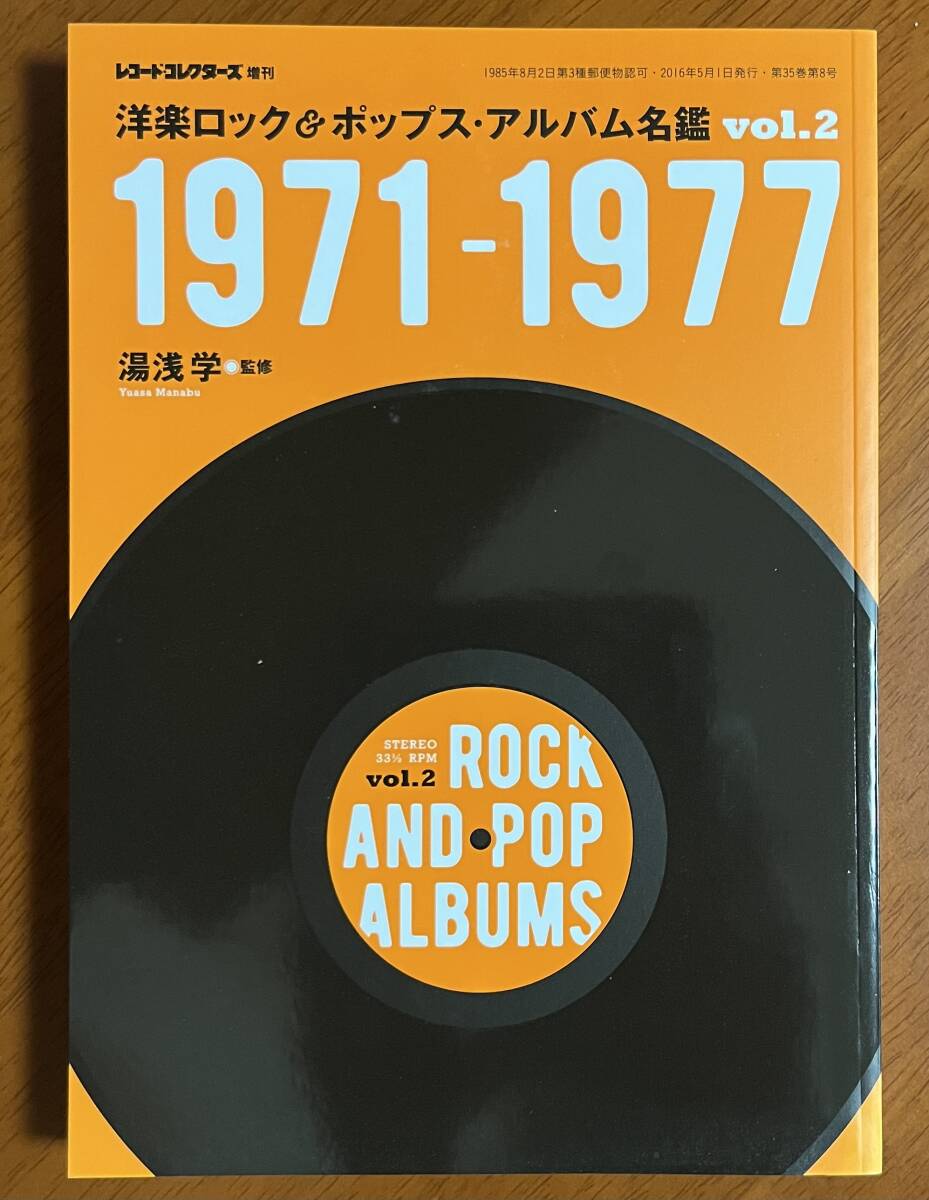 レコード・コレクターズ 増刊
1985年8月2日第3種郵便物認可・2016年5月1日発行・第35巻第8号
洋楽ロック&ポップス・アルバム名鑑 vol.2
1971-1977
湯浅 学◉監修
Yuasa Manabu
STEREO
33⅓ RPM
vol.2 ROCK
AND POP
ALBUMS